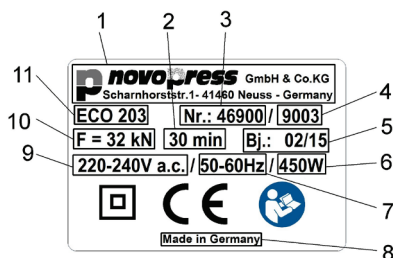 1 2 3
novopress GmbH & Co.KG
Scharnhorststr.1- 41460 Neuss - Germany
11 ECO 203 Nr.: 46900 / 9003 4
10 F = 32 kN 30 min Bj.: 02/15 5
9 220-240V a.c. / 50-60Hz / 450W 6
CE
7
Made in Germany
8